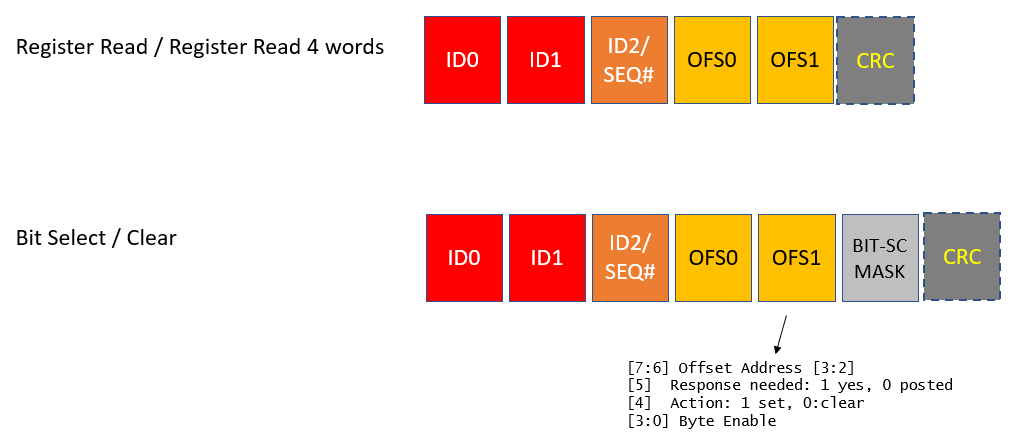 Register Read / Register Read 4 words
ID0
ID1
ID2/
SEQ#
OFS0
OFS1
CRC
Bit Select / Clear
ID0
ID1
ID2/
SEQ#
OFS0
OFS1
BIT-SC
MASK
CRC
[7:6] Offset Address [3:2]
[5]  Response needed: 1 yes, 0 posted
[4]  Action: 1 set, 0:clear
[3:0] Byte Enable